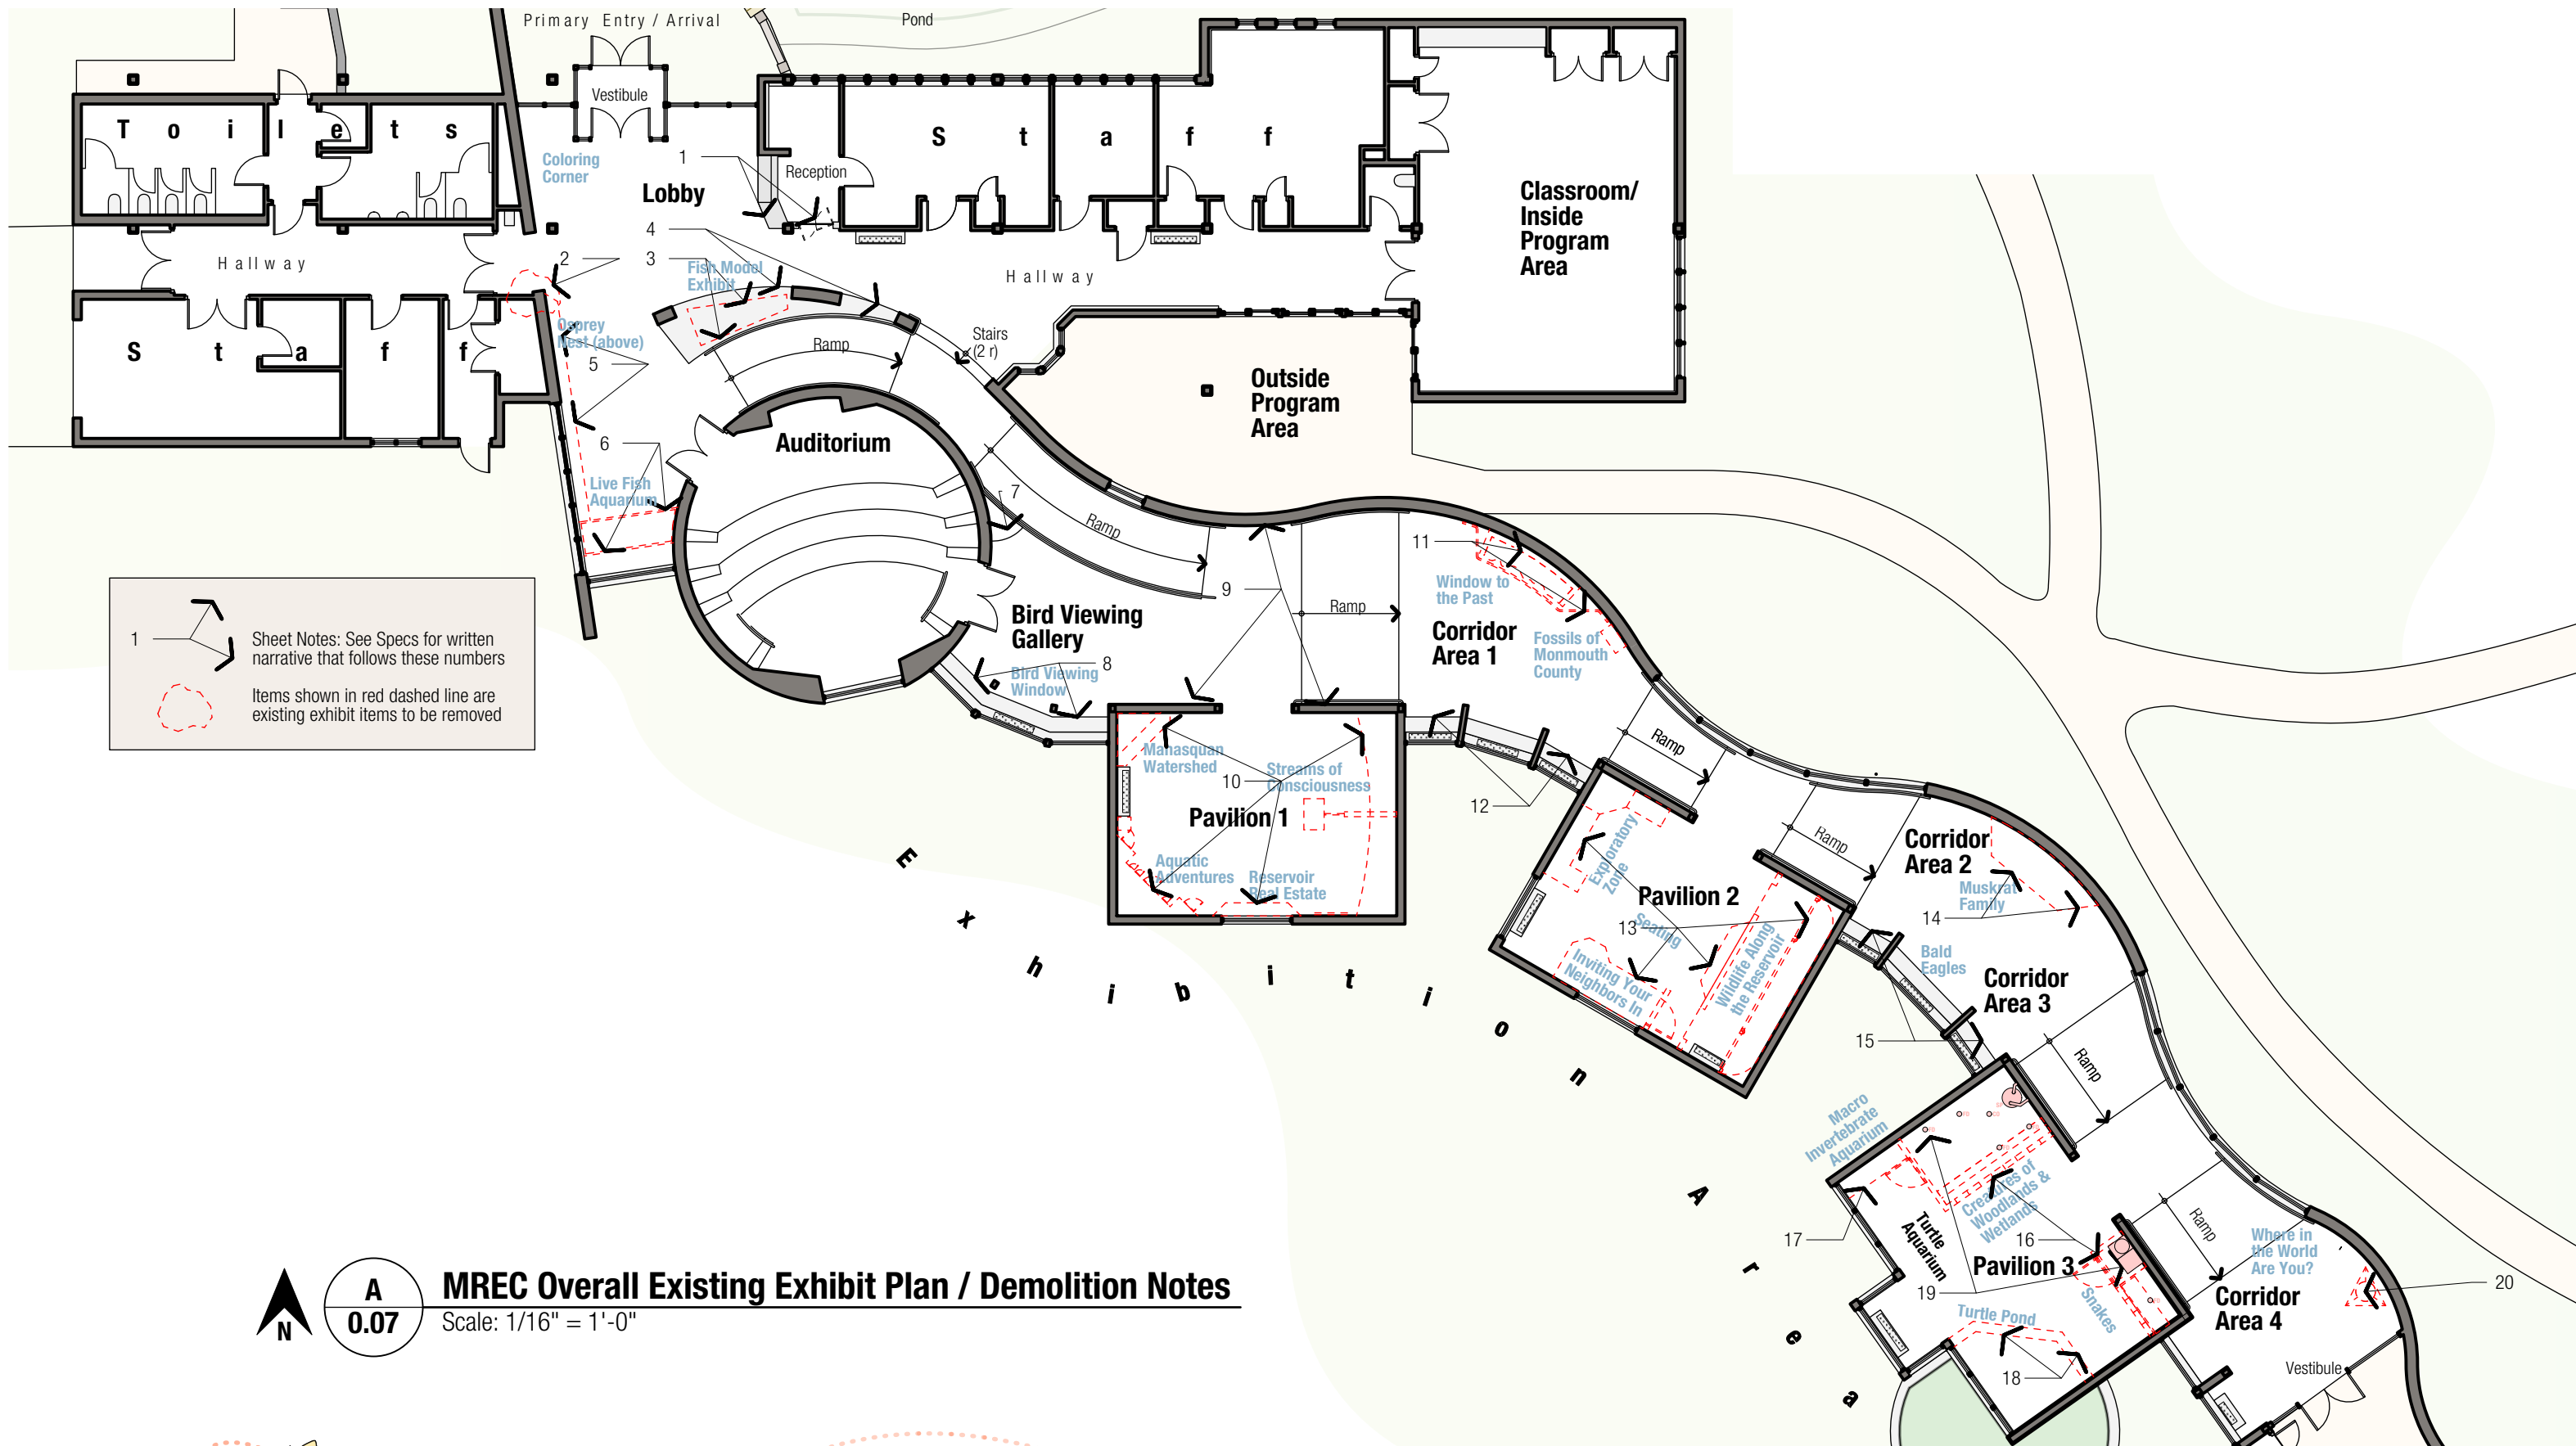 Primary Entry / Arrival
Pond
Vestibule
Toilets
Coloring
Corner
Lobby
1
Reception
Staff
Classroom/
Inside
Program
Area
Hallway
2
3
4
Fish Model
Exhibit
Hallway
Osprey
Nest (above)
Staff
5
Ramp
Stairs
(2 r)
Outside
Program
Area
6
Auditorium
Live Fish
Aquarium
7
Ramp
9
Ramp
11
Window to
the Past
Corridor
Area 1
Fossils of
Monmouth
County
Bird Viewing
Gallery
8
Bird Viewing
Window
1
Sheet Notes: See Specs for written
narrative that follows these numbers
Items shown in red dashed line are
existing exhibit items to be removed
Manasquan
Watershed
10
Streams of
Consciousness
Pavilion 1
Aquatic
Adventures
Reservoir
Real Estate
12
Ramp
Exploratory
Zone
Pavilion 2
13
Seating
Inviting Your
Neighbors In
Wildlife Along
the Reservoir
Ramp
Corridor
Area 2
Muskrat
Family
14
Bald
Eagles
Corridor
Area 3
15
Ramp
Exhibition Area
Macro
Invertebrate
Aquarium
Creatures of
Woodlands &
Wetlands
17
Turtle
Aquarium
16
Pavilion 3
19
Snakes
Turtle Pond
18
Ramp
Where in
the World
Are You?
20
Corridor
Area 4
Vestibule
N
A
0.07
MREC Overall Existing Exhibit Plan / Demolition Notes
Scale: 1/16" = 1'-0"